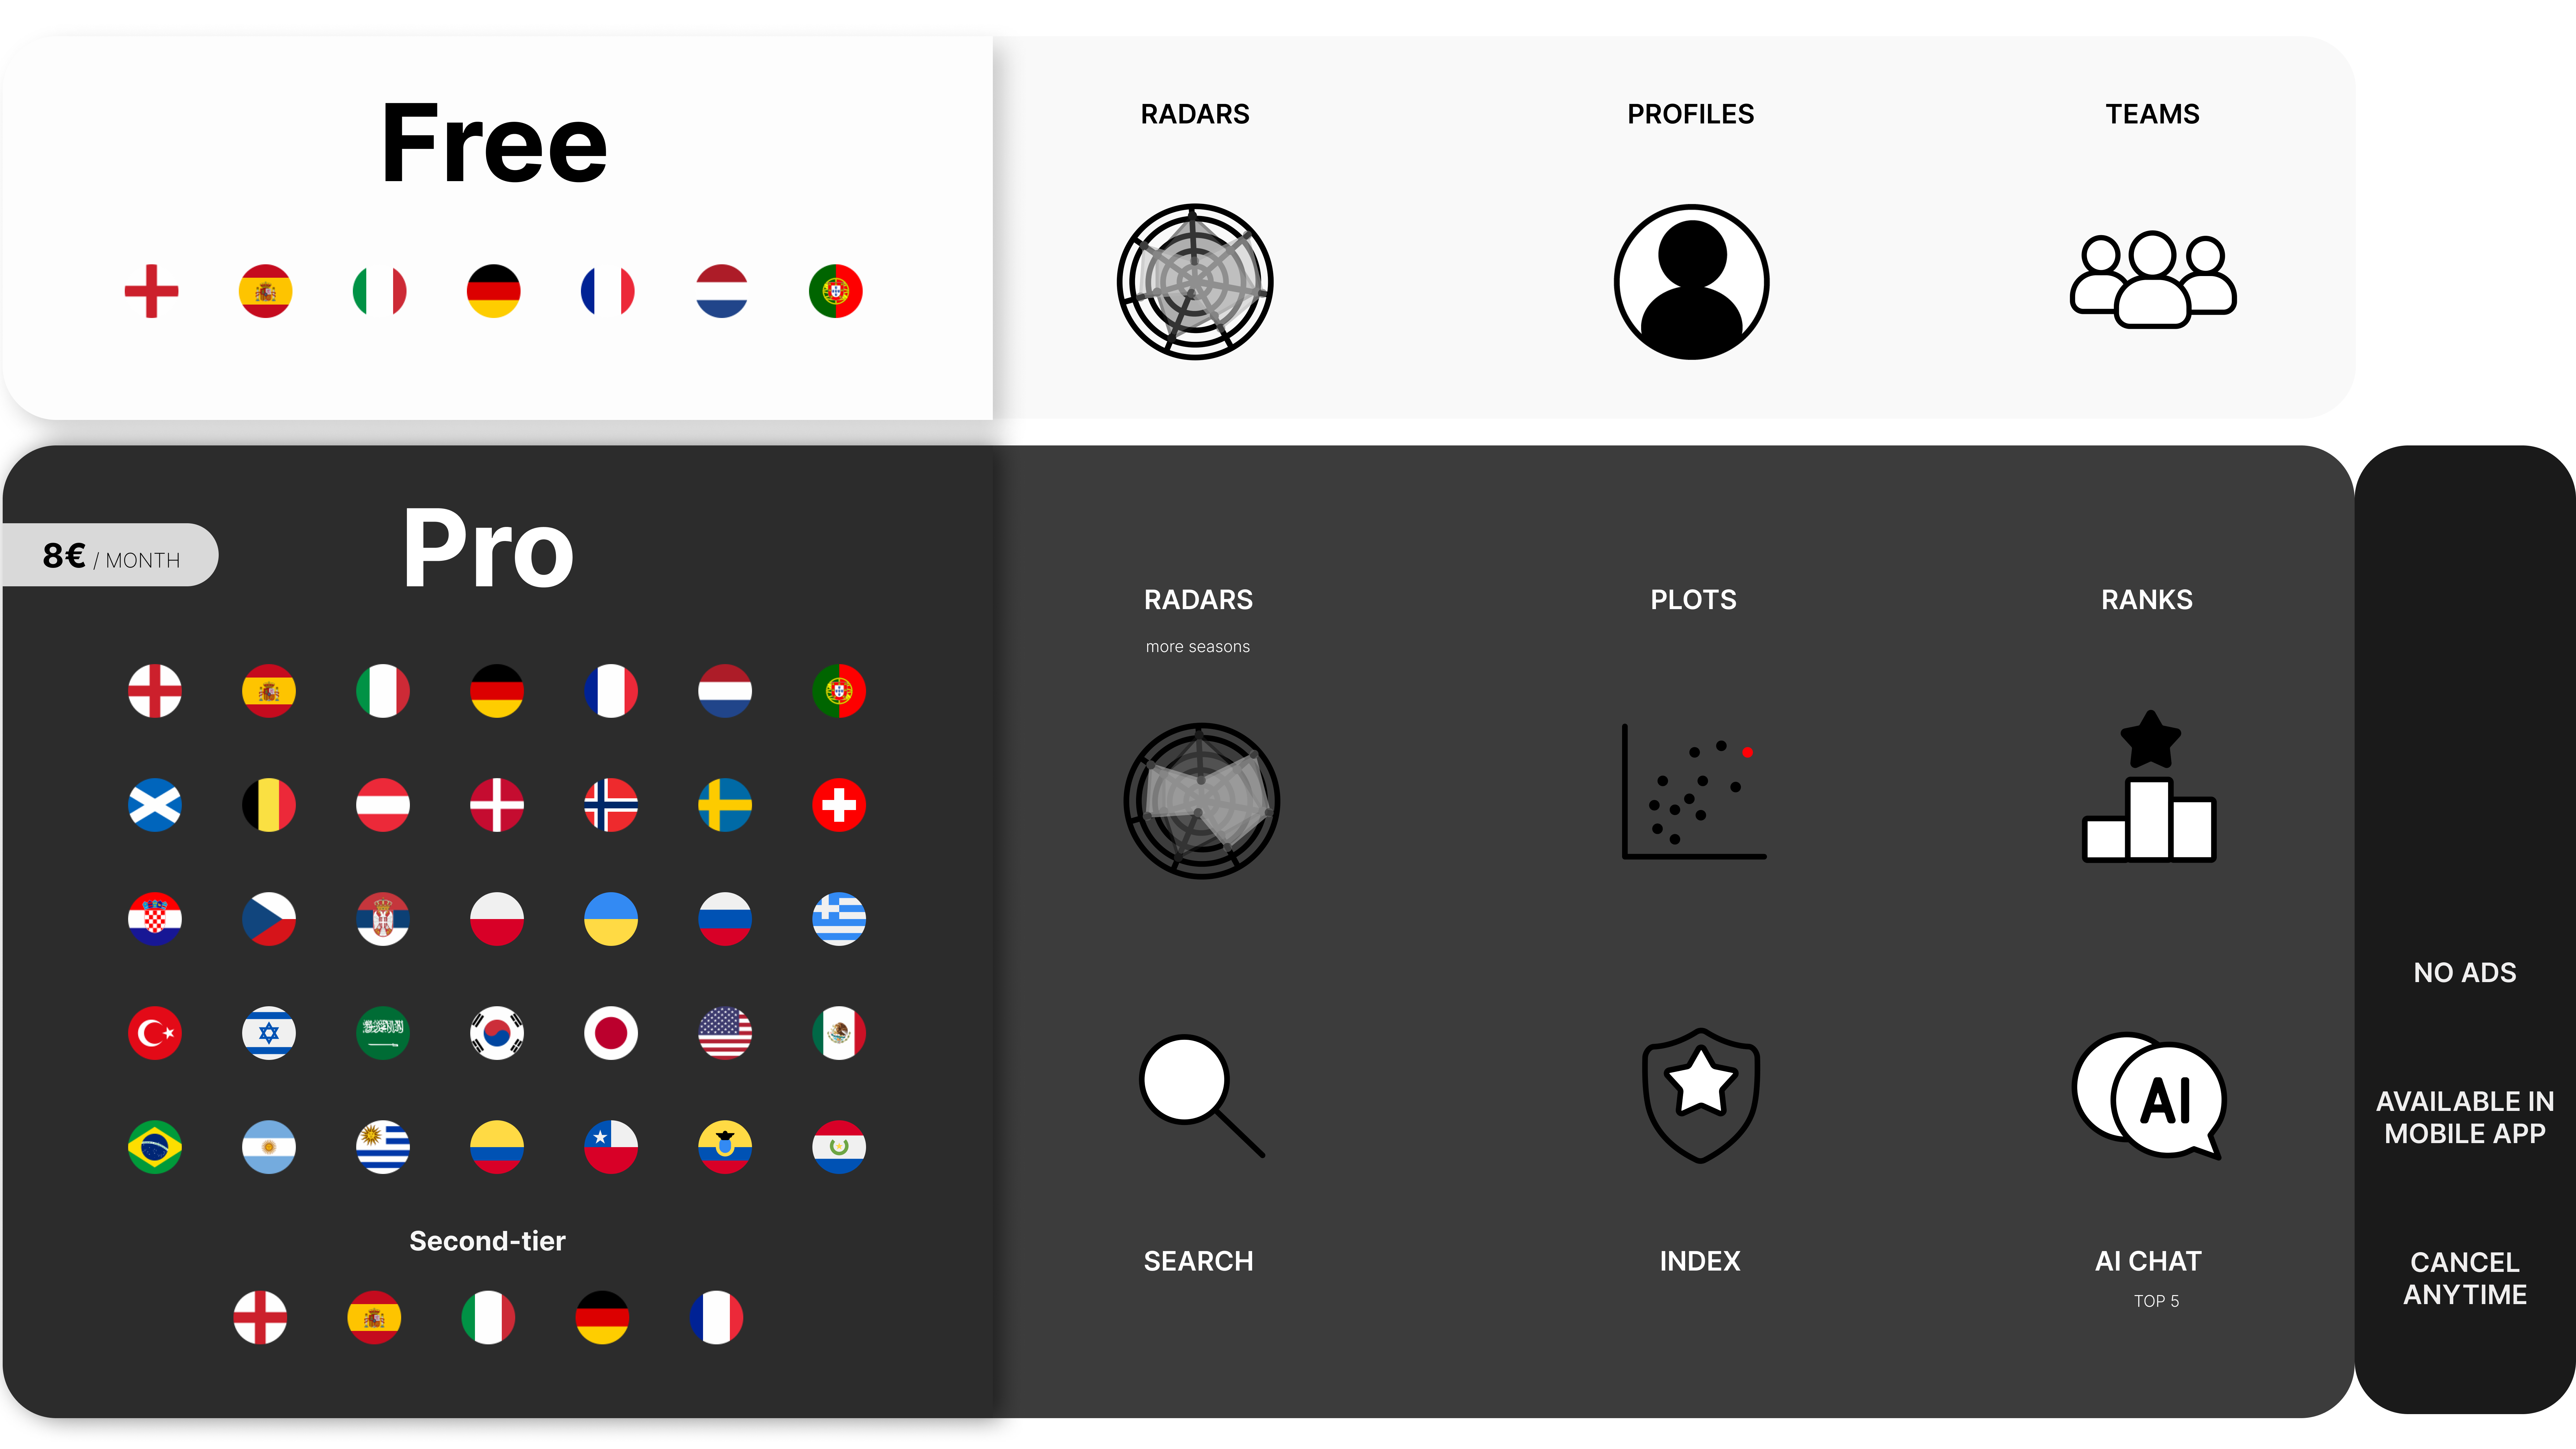 Free
RADARS
PROFILES
TEAMS
Pro
8€ / MONTH
RADARS
more seasons
PLOTS
RANKS
SEARCH
INDEX
AI
AI CHAT
TOP 5
Second-tier
NO ADS
AVAILABLE IN
MOBILE APP
CANCEL
ANYTIME